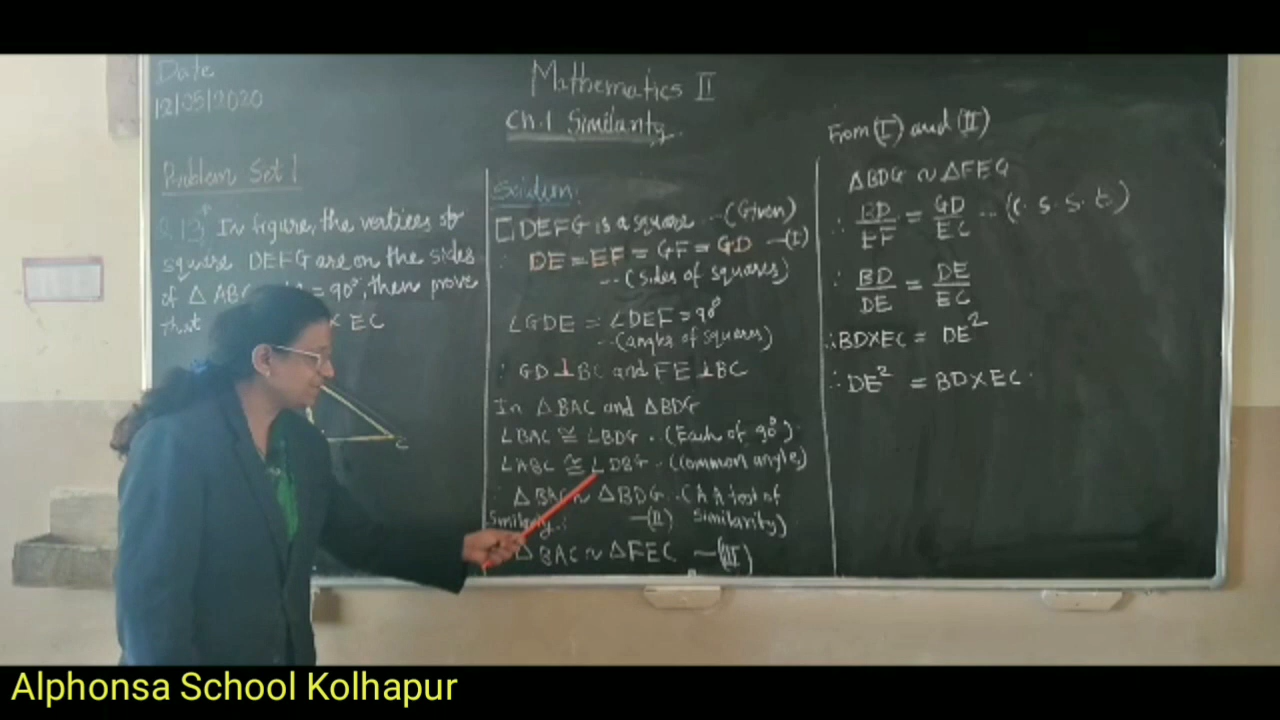 Date
12/05/2020
Mathematics II
Ch.1 Similarity
Problem Set 1
Q.13* In figure, the vertices of
square DEFG are on the sides
of △ ABC = 90°, then prove
that × EC
C
Solution:
□DEFG is a square --(Given)
∴ DE = EF = GF = GD —(I)
--(sides of squares)
∠GDE = ∠DEF = 90°
--(angles of squares)
∴ GD ⊥ BC and FE ⊥ BC
In △BAC and △BDG
∠BAC ≅ ∠BDG ..(Each of 90°)
∠ABC ≅ ∠DBG ..(Common angle)
∴ △BAC ~ △BDG ..(AA test of
Similarity. —(II) Similarity)
△BAC ~ △FEC —(III)
From (I) and (II)
△BDG ~ △FEC
∴ BD/EF = GD/EC --(c.s.s.t)
∴ BD/DE = DE/EC
∴ BD×EC = DE²
∴ DE² = BD×EC.
Alphonsa School Kolhapur